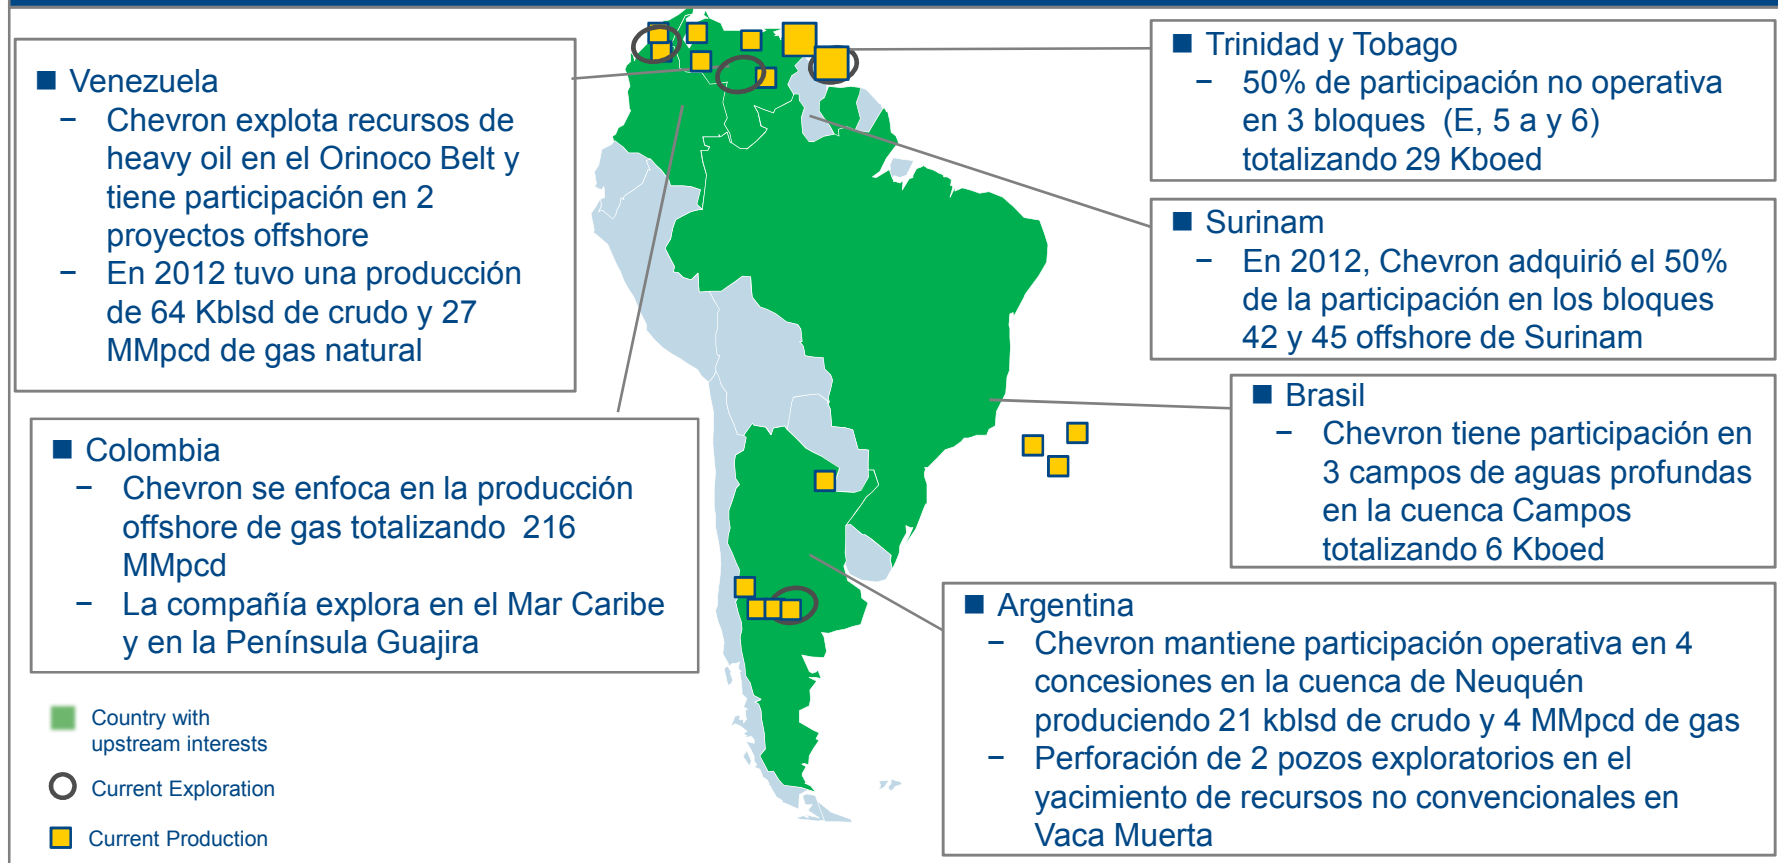 ■ Venezuela
− Chevron explota recursos de
heavy oil en el Orinoco Belt y
tiene participación en 2
proyectos offshore
− En 2012 tuvo una producción
de 64 Kblsd de crudo y 27
MMpcd de gas natural
■ Colombia
− Chevron se enfoca en la producción
offshore de gas totalizando 216
MMpcd
− La compañía explora en el Mar Caribe
y en la Península Guajira
Country with
upstream interests
Current Exploration
Current Production
■ Trinidad y Tobago
− 50% de participación no operativa
en 3 bloques (E, 5 a y 6)
totalizando 29 Kboed
■ Surinam
− En 2012, Chevron adquirió el 50%
de la participación en los bloques
42 y 45 offshore de Surinam
■ Brasil
− Chevron tiene participación en
3 campos de aguas profundas
en la cuenca Campos
totalizando 6 Kboed
■ Argentina
− Chevron mantiene participación operativa en 4
concesiones en la cuenca de Neuquén
produciendo 21 kblsd de crudo y 4 MMpcd de gas
− Perforación de 2 pozos exploratorios en el
yacimiento de recursos no convencionales en
Vaca Muerta